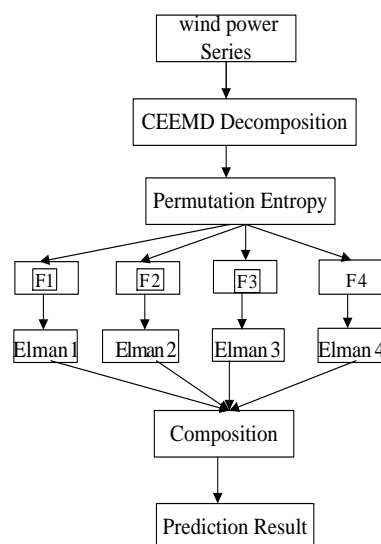 wind power
Series
CEEMD Decomposition
Permutation Entropy
F1 F2 F3 F4
Elman 1 Elman 2 Elman 3 Elman 4
Composition
Prediction Result